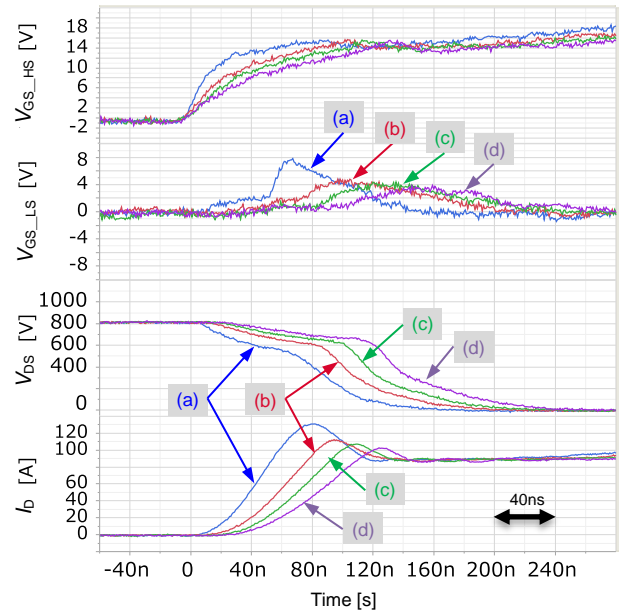 V_GS_HS [V]
18
14
10
6
2
-2
(a)
(b)
(c)
(d)
V_GS_LS [V]
8
4
0
-4
-8
V_DS [V]
1000
800
600
400
0
(c)
(d)
(a)
(b)
I_D [A]
120
100
60
40
20
0
(c)
(d)
40ns
-40n 0 40n 80n 120n 160n 200n 240n
Time [s]